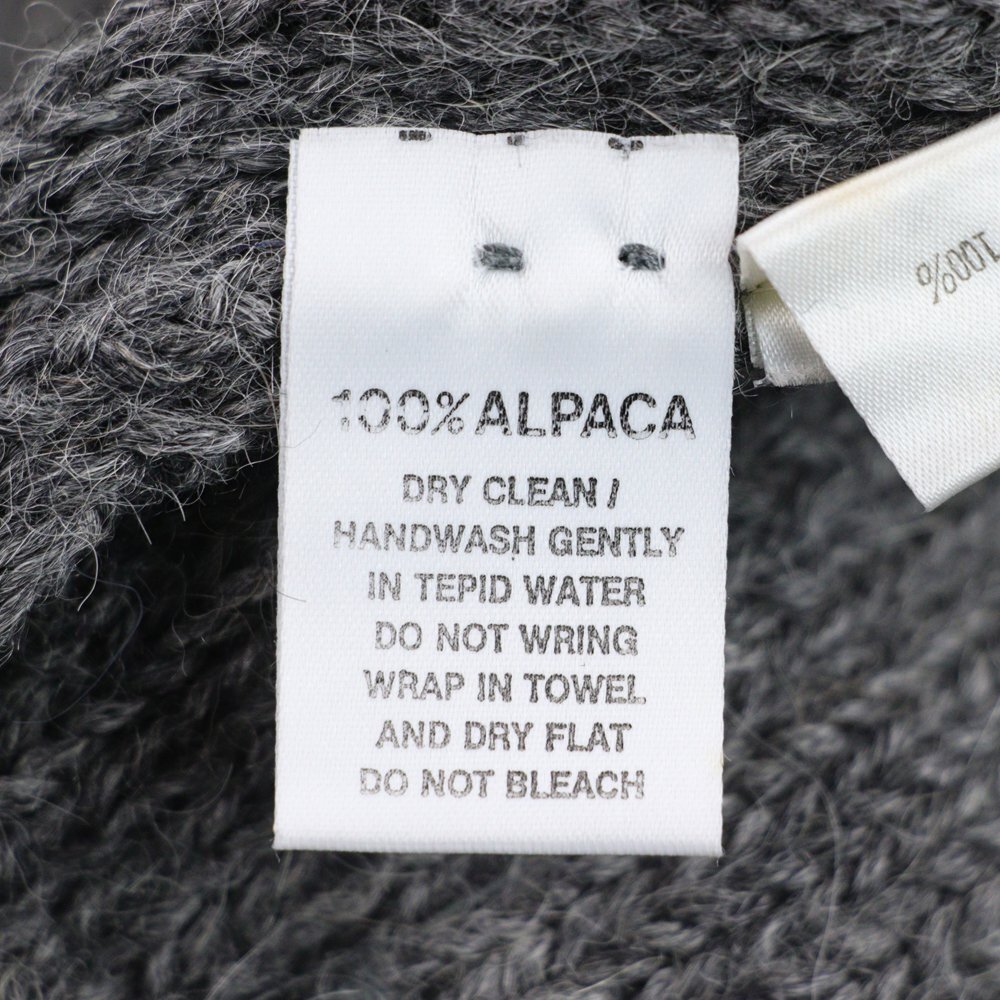 100% ALPACA
DRY CLEAN /
HANDWASH GENTLY
IN TEPID WATER
DO NOT WRING
WRAP IN TOWEL
AND DRY FLAT
DO NOT BLEACH
100%